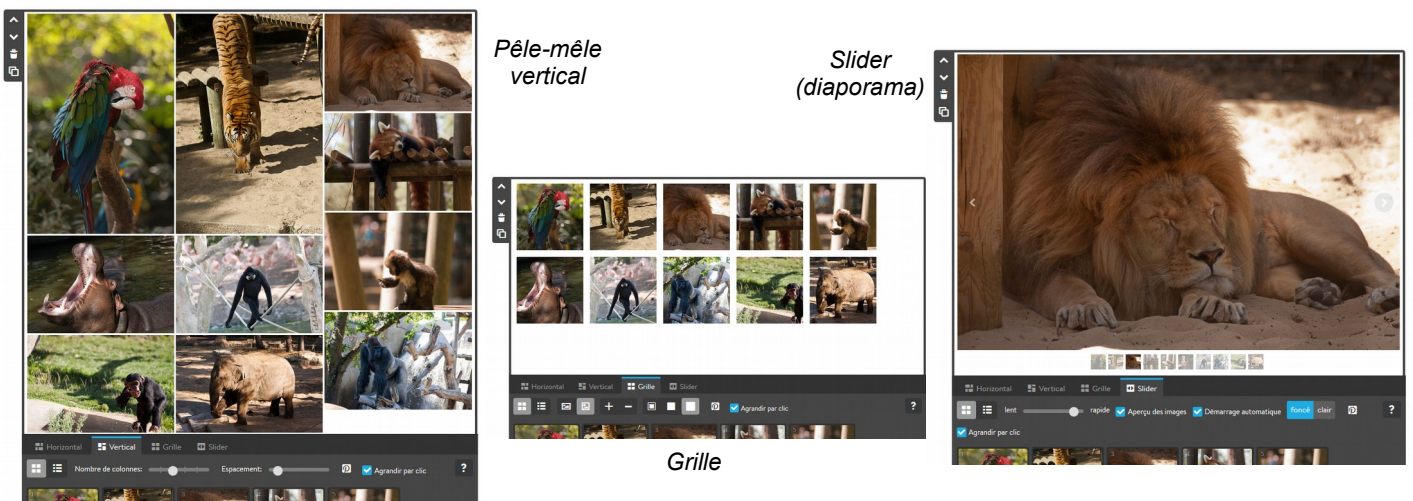 Pêle-mêle
vertical
Slider
(diaporama)
Horizontal Vertical Grille Slider
Nombre de colonnes: Espacement: Agrandir par clic ?
Horizontal Vertical Grille Slider
Agrandir par clic ?
Grille
Horizontal Vertical Grille Slider
lent rapide Aperçu des images Démarrage automatique foncé clair ?
Agrandir par clic